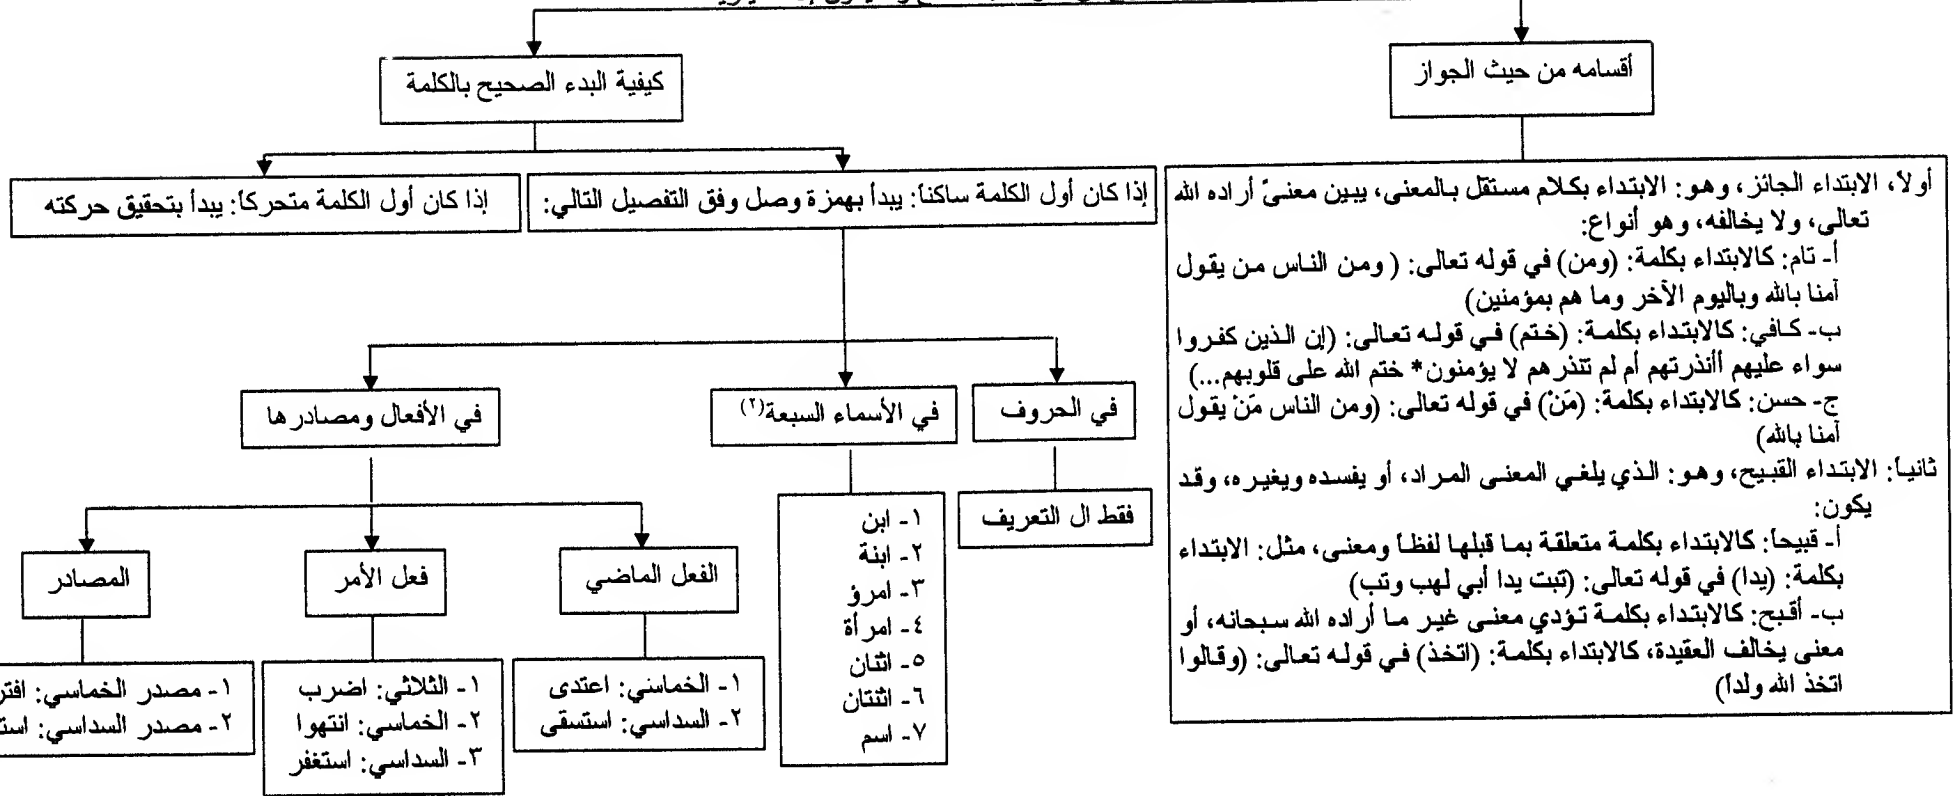 أقسامه من حيث الجواز
كيفية البدء الصحيح بالكلمة
أولاً، الابتداء الجائز، وهو: الابتداء بكلام مستقل بالمعنى، يبين معنىً أراده الله
تعالى، ولا يخالفه، وهو أنواع:
أ- تام: كالابتداء بكلمة: (ومن) في قوله تعالى: ( ومن الناس من يقول
آمنا بالله وباليوم الآخر وما هم بمؤمنين)
ب- كافي: كالابتداء بكلمة: (ختم) في قوله تعالى: (إن الذين كفروا
سواء عليهم أأنذرتهم أم لم تنذرهم لا يؤمنون* ختم الله على قلوبهم...)
ج- حسن: كالابتداء بكلمة: (مَنْ) في قوله تعالى: (ومن الناس مَنْ يقول
آمنا بالله)
ثانياً: الابتداء القبيح، وهو: الذي يلغي المعنى المراد، أو يفسده ويغيره، وقد
يكون:
أ- قبيحاً: كالابتداء بكلمة متعلقة بما قبلها لفظاً ومعنى، مثل: الابتداء
بكلمة: (يدا) في قوله تعالى: (تبت يدا أبي لهب وتب)
ب- أقبح: كالابتداء بكلمة تؤدي معنى غير ما أراده الله سبحانه، أو
معنى يخالف العقيدة، كالابتداء بكلمة: (اتخذ) في قوله تعالى: (وقالوا
اتخذ الله ولداً)
إذا كان أول الكلمة ساكناً: يبدأ بهمزة وصل وفق التفصيل التالي:
إذا كان أول الكلمة متحركاً: يبدأ بتحقيق حركته
في الحروف
في الأسماء السبعة(٢)
في الأفعال ومصادرها
فقط ال التعريف
١- ابن
٢- ابنة
٣- امرؤ
٤- امرأة
٥- اثنان
٦- اثنتان
٧- اسم
الفعل الماضي
فعل الأمر
المصادر
١- الخماسي: اعتدى
٢- السداسي: استسقى
١- الثلاثي: اضرب
٢- الخماسي: انتهوا
٣- السداسي: استغفر
١- مصدر الخماسي:
٢- مصدر السداسي: